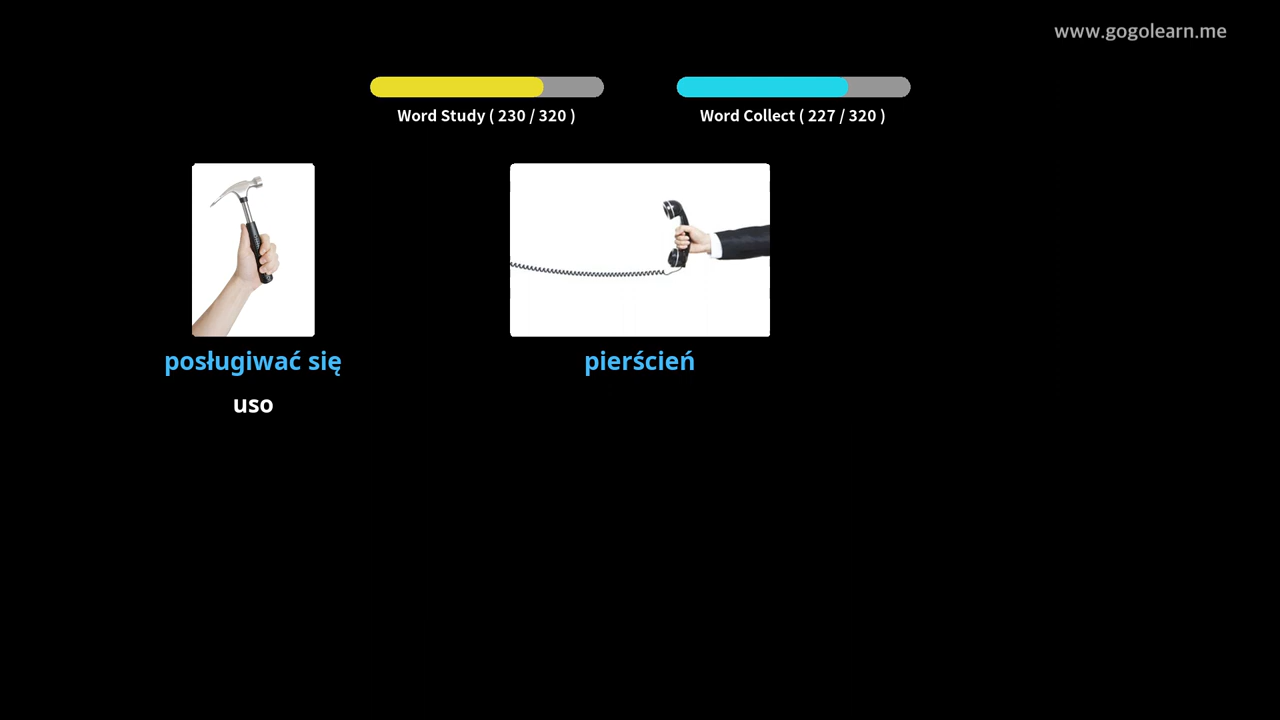 www.gogolearn.me
Word Study ( 230 / 320 )
Word Collect ( 227 / 320 )
posługiwać się
pierścień
uso